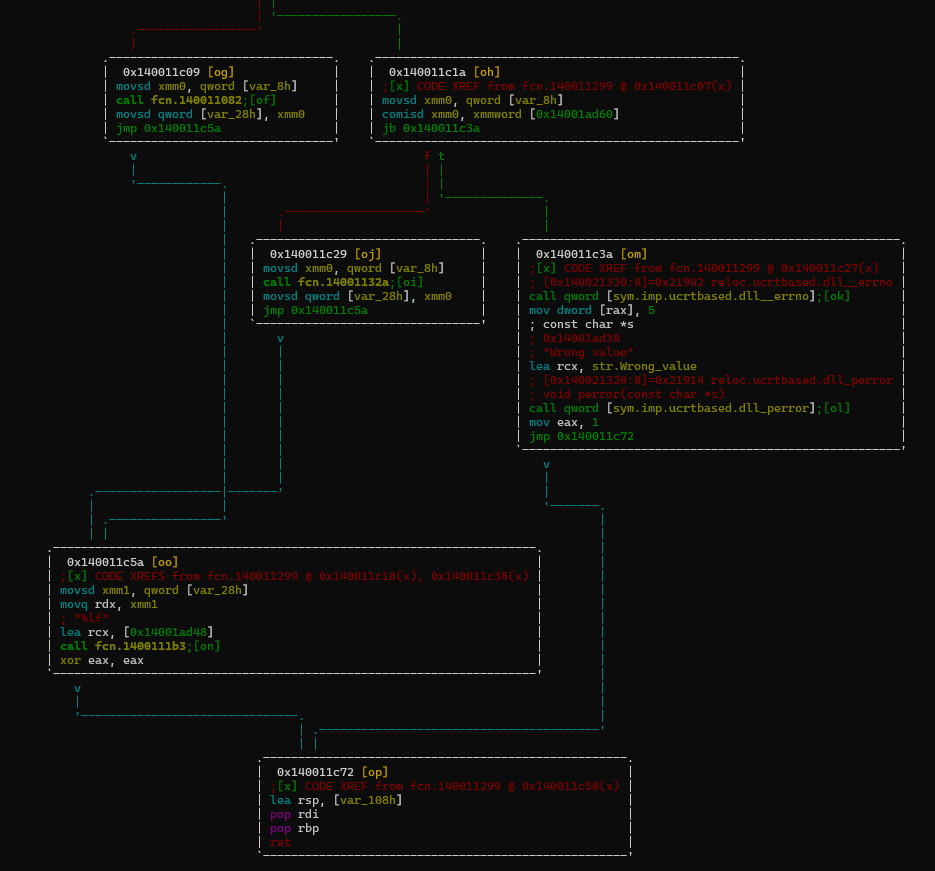 0x140011c09 [og]
movsd xmm0, qword [var_8h]
call fcn.140011082;[of]
movsd qword [var_28h], xmm0
jmp 0x140011c5a
v
0x140011c1a [oh]
;[x] CODE XREF from fcn.140011299 @ 0x140011c07(x)
movsd xmm0, qword [var_8h]
comisd xmm0, xmmword [0x14001ad60]
jb 0x140011c3a
f t
0x140011c29 [oj]
movsd xmm0, qword [var_8h]
call fcn.14001132a;[oi]
movsd qword [var_28h], xmm0
jmp 0x140011c5a
v
0x140011c3a [om]
;[x] CODE XREF from fcn.140011299 @ 0x140011c27(x)
; [0x140021330:8]=0x21902 reloc.ucrtbased.dll__errno
call qword [sym.imp.ucrtbased.dll__errno];[ok]
mov dword [rax], 5
; const char *s
; 0x14001ad38
; "Wrong value"
lea rcx, str.Wrong_value
; [0x140021320:8]=0x21914 reloc.ucrtbased.dll_perror
; void perror(const char *s)
call qword [sym.imp.ucrtbased.dll_perror];[ol]
mov eax, 1
jmp 0x140011c72
v
0x140011c5a [oo]
;[x] CODE XREFS from fcn.140011299 @ 0x140011c18(x), 0x140011c38(x)
movsd xmm1, qword [var_28h]
movq rdx, xmm1
; "%lf"
lea rcx, [0x14001ad48]
call fcn.1400111b3;[on]
xor eax, eax
v
0x140011c72 [op]
;[x] CODE XREF from fcn.140011299 @ 0x140011c58(x)
lea rsp, [var_108h]
pop rdi
pop rbp
ret